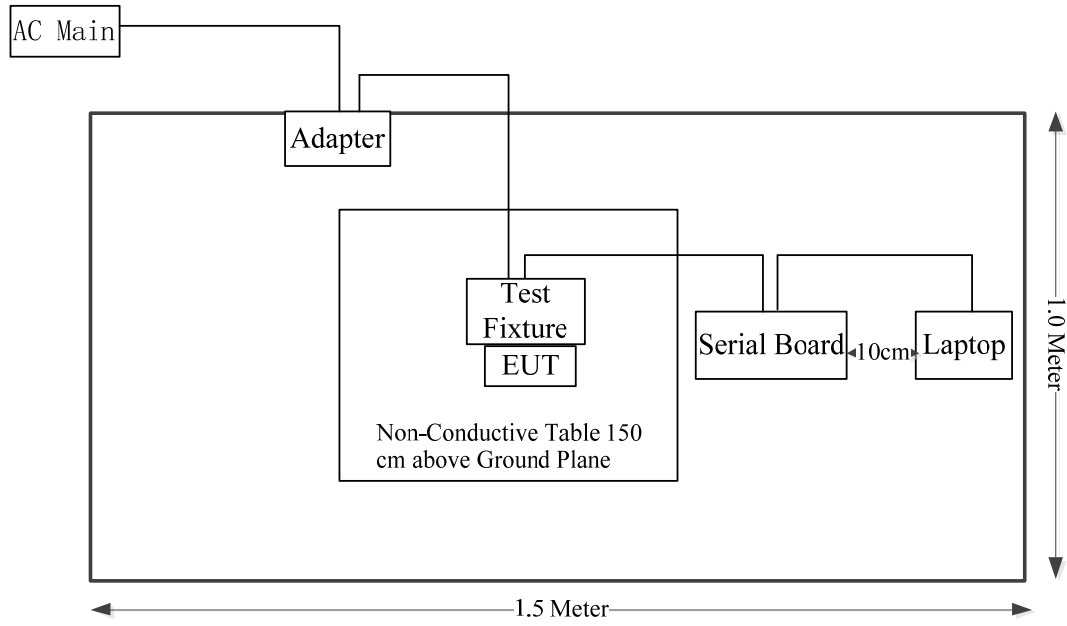 AC Main
Adapter
Test
Fixture
EUT
Serial Board
10cm
Laptop
Non-Conductive Table 150
cm above Ground Plane
1.0 Meter
1.5 Meter